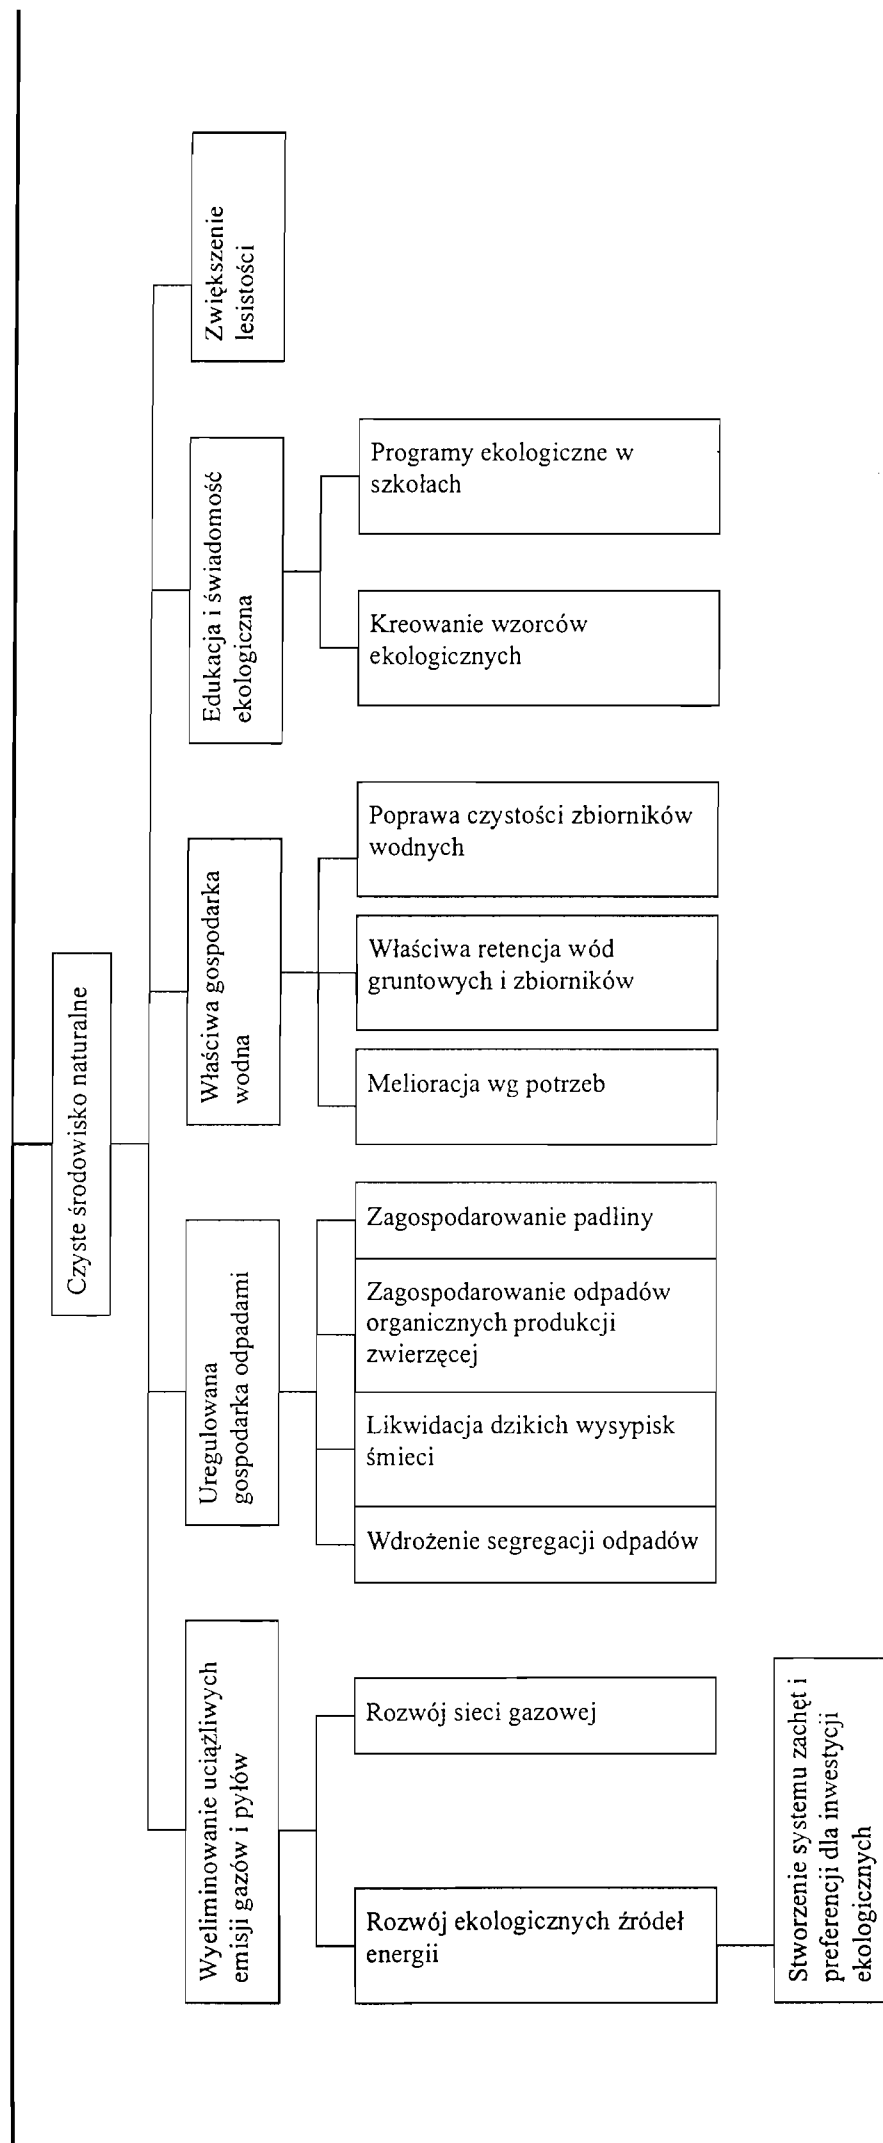 Czyste środowisko naturalne
Wyeliminowanie uciążliwych
emisji gazów i pyłów
Rozwój ekologicznych źródeł
energii
Stworzenie systemu zachęt i
preferencji dla inwestycji
ekologicznych
Rozwój sieci gazowej
Uregulowana
gospodarka odpadami
Wdrożenie segregacji odpadów
Likwidacja dzikich wysypisk
śmieci
Zagospodarowanie odpadów
organicznych produkcji
zwierzęcej
Zagospodarowanie padliny
Właściwa gospodarka
wodna
Melioracja wg potrzeb
Właściwa retencja wód
gruntowych i zbiorników
Poprawa czystości zbiorników
wodnych
Edukacja i świadomość
ekologiczna
Kreowanie wzorców
ekologicznych
Programy ekologiczne w
szkołach
Zwiększenie
lesistości